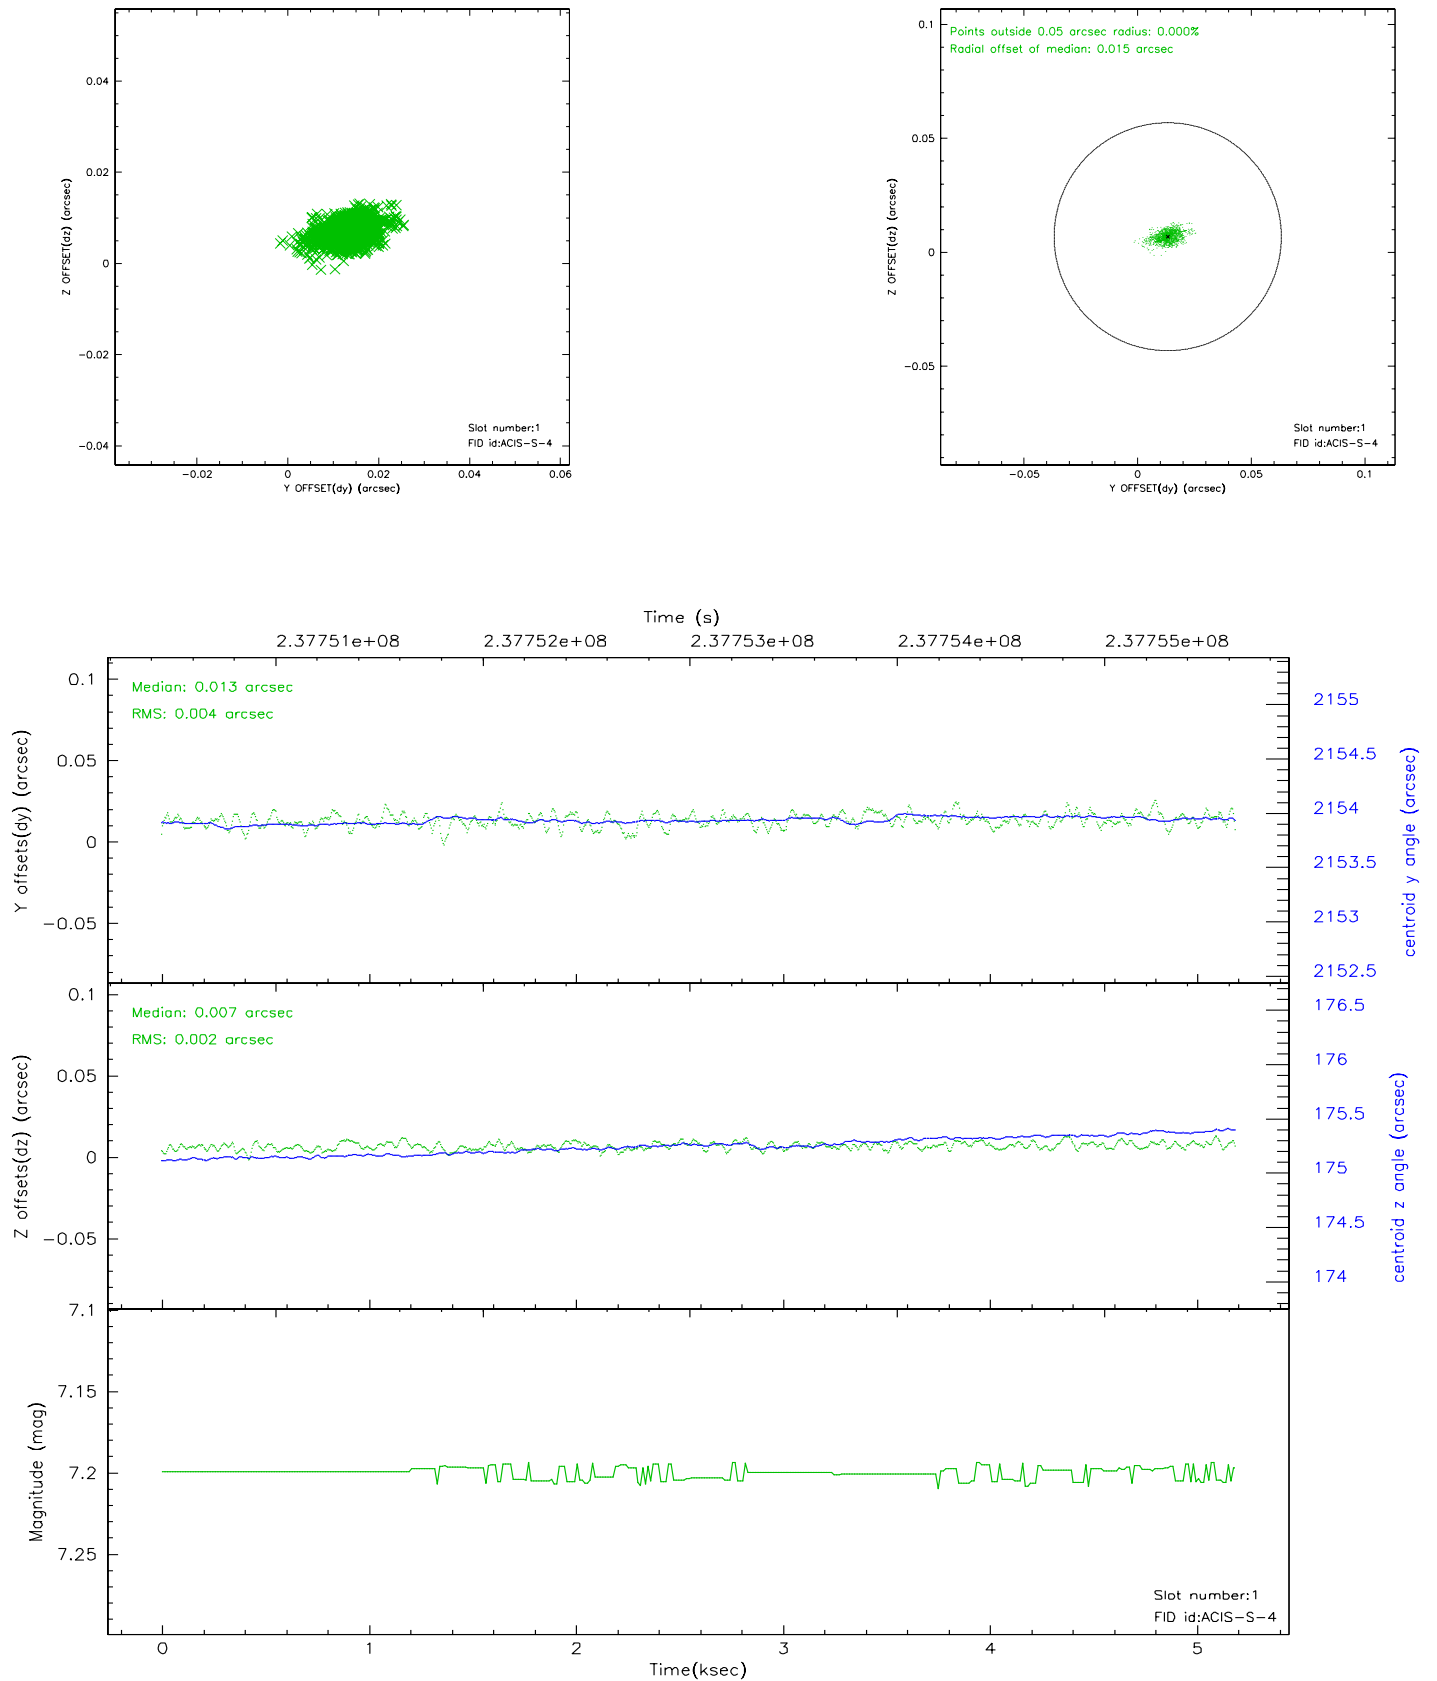 0.04
0.02
0
-0.02
-0.04
Z OFFSET(dz) (arcsec)
Slot number:1
FID id:ACIS-S-4
-0.02 0 0.02 0.04 0.06
Y OFFSET(dy) (arcsec)
Points outside 0.05 arcsec radius: 0.000%
Radial offset of median: 0.015 arcsec
0.1
0.05
0
-0.05
Z OFFSET(dz) (arcsec)
Slot number:1
FID id:ACIS-S-4
-0.05 0 0.05 0.1
Y OFFSET(dy) (arcsec)
Time (s)
2.37751e+08 2.37752e+08 2.37753e+08 2.37754e+08 2.37755e+08
Median: 0.013 arcsec
RMS: 0.004 arcsec
0.1
0.05
0
-0.05
Y offsets(dy) (arcsec)
2155
2154.5
2154
2153.5
2153
2152.5
centroid y angle (arcsec)
Median: 0.007 arcsec
RMS: 0.002 arcsec
0.1
0.05
0
-0.05
Z offsets(dz) (arcsec)
176.5
176
175.5
175
174.5
174
centroid z angle (arcsec)
7.1
7.15
7.2
7.25
Magnitude (mag)
Slot number:1
FID id:ACIS-S-4
0 1 2 3 4 5
Time(ksec)